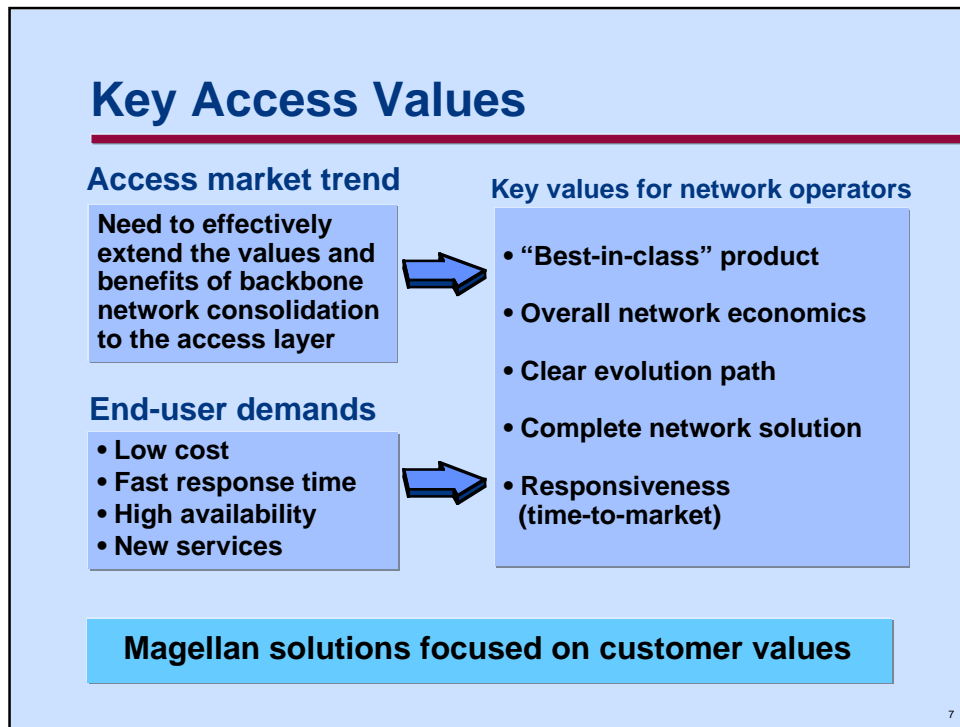 Key Access Values
Access market trend
Need to effectively
extend the values and
benefits of backbone
network consolidation
to the access layer
End-user demands
• Low cost
• Fast response time
• High availability
• New services
Key values for network operators
• “Best-in-class” product
• Overall network economics
• Clear evolution path
• Complete network solution
• Responsiveness
(time-to-market)
Magellan solutions focused on customer values
7